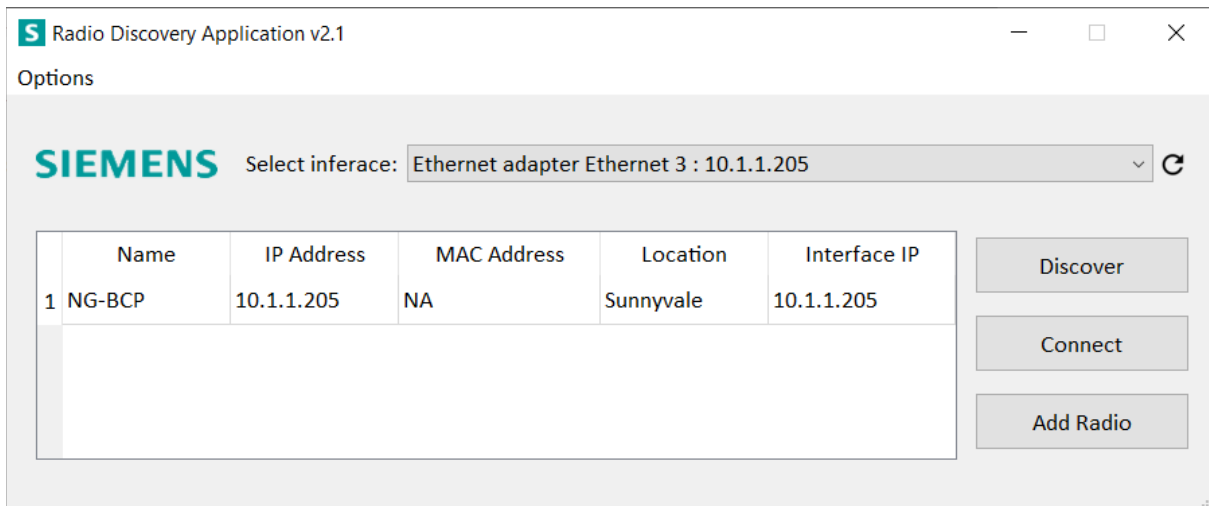 S Radio Discovery Application v2.1
Options
SIEMENS Select inferace: Ethernet adapter Ethernet 3 : 10.1.1.205
Name IP Address MAC Address Location Interface IP
1 NG-BCP 10.1.1.205 NA Sunnyvale 10.1.1.205
Discover
Connect
Add Radio